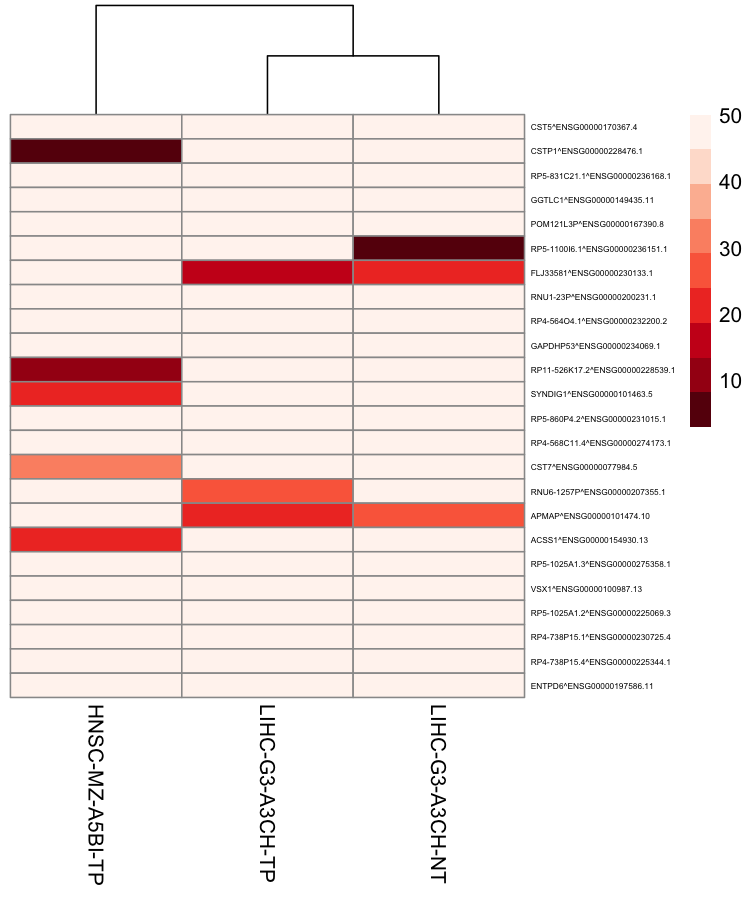 CST5^ENSG00000170367.4
CSTP1^ENSG00000228476.1
RP5-831C21.1^ENSG00000236168.1
GGTLC1^ENSG00000149435.11
POM121L3P^ENSG00000167390.8
RP5-1100I6.1^ENSG00000236151.1
FLJ33581^ENSG00000230133.1
RNU1-23P^ENSG00000200231.1
RP4-564O4.1^ENSG00000232200.2
GAPDHP53^ENSG00000234069.1
RP11-526K17.2^ENSG00000228539.1
SYNDIG1^ENSG00000101463.5
RP5-860P4.2^ENSG00000231015.1
RP4-568C11.4^ENSG00000274173.1
CST7^ENSG00000077984.5
RNU6-1257P^ENSG00000207355.1
APMAP^ENSG00000101474.10
ACSS1^ENSG00000154930.13
RP5-1025A1.3^ENSG00000275358.1
VSX1^ENSG00000100987.13
RP5-1025A1.2^ENSG00000225069.3
RP4-738P15.1^ENSG00000230725.4
RP4-738P15.4^ENSG00000225344.1
ENTPD6^ENSG00000197586.11
50
40
30
20
10
HNSC-MZ-A5BI-TP
LIHC-G3-A3CH-TP
LIHC-G3-A3CH-NT